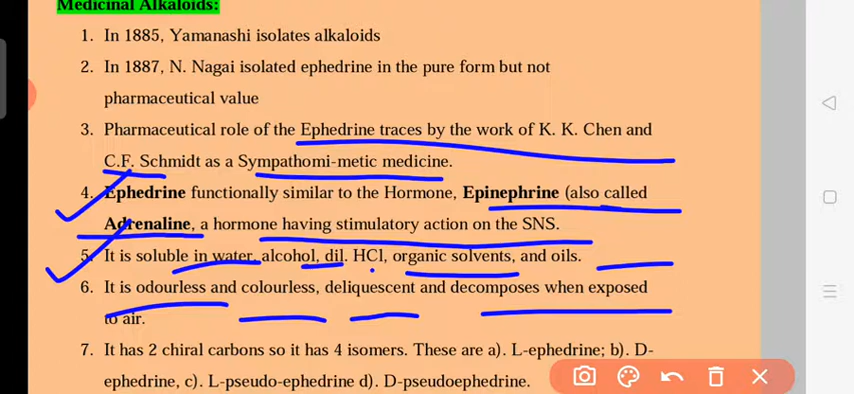 Medicinal Alkaloids:
1. In 1885, Yamanashi isolates alkaloids
2. In 1887, N. Nagai isolated ephedrine in the pure form but not
pharmaceutical value
3. Pharmaceutical role of the Ephedrine traces by the work of K. K. Chen and
C.F. Schmidt as a Sympathomi-metic medicine.
4. Ephedrine functionally similar to the Hormone, Epinephrine (also called
Adrenaline, a hormone having stimulatory action on the SNS.
5. It is soluble in water, alcohol, dil. HCl, organic solvents, and oils.
6. It is odourless and colourless, deliquescent and decomposes when exposed
to air.
7. It has 2 chiral carbons so it has 4 isomers. These are a). L-ephedrine; b). D-
ephedrine, c). L-pseudo-ephedrine d). D-pseudoephedrine.